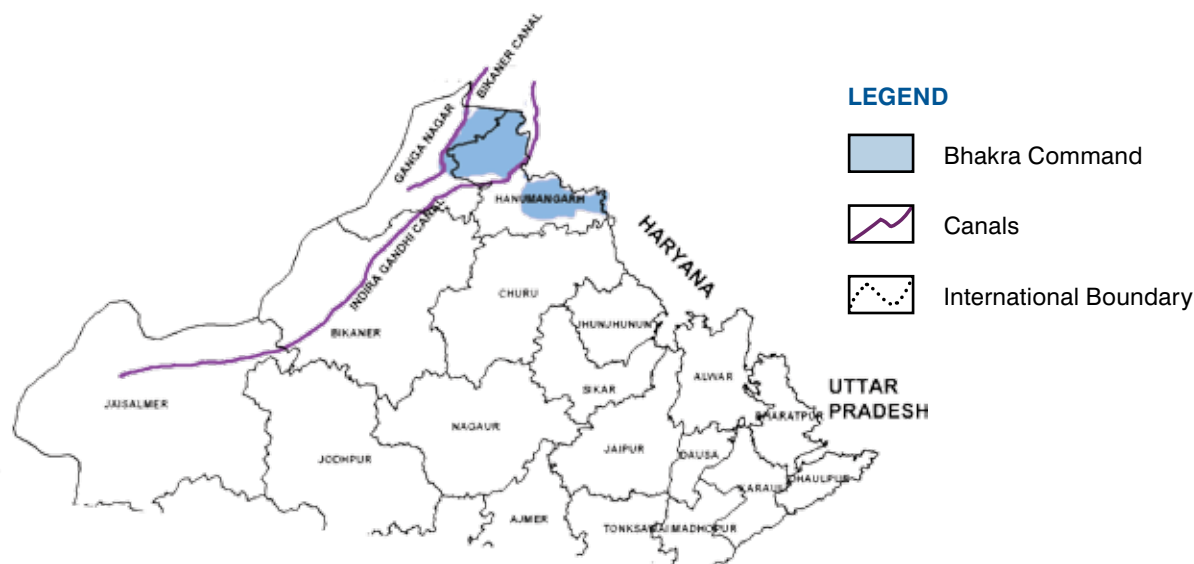 BIKANER CANAL
GANGA NAGAR
HANUMANGARH
INDIRA GANDHI CANAL
HARYANA
CHURU
JHUNJHUNUN
BIKANER
SIKAR
ALWAR
JAISALMER
NAGAUR
JODHPUR
JAIPUR
DAUSA
BHARATPUR
UTTAR
PRADESH
KARAULI
DHAULPUR
AJMER
TONKSAWAIMADHOPUR
LEGEND
Bhakra Command
Canals
International Boundary